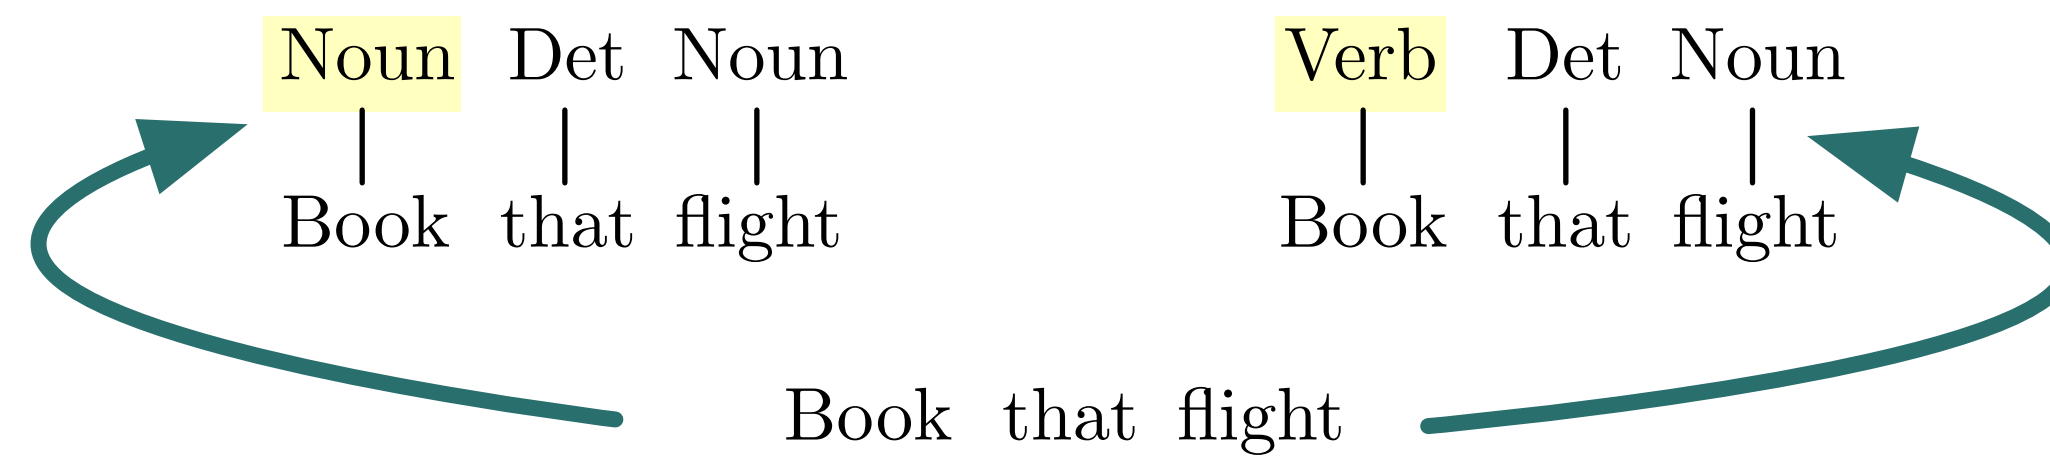 Noun Det Noun Verb Det Noun
Book that flight Book that flight
Book that flight